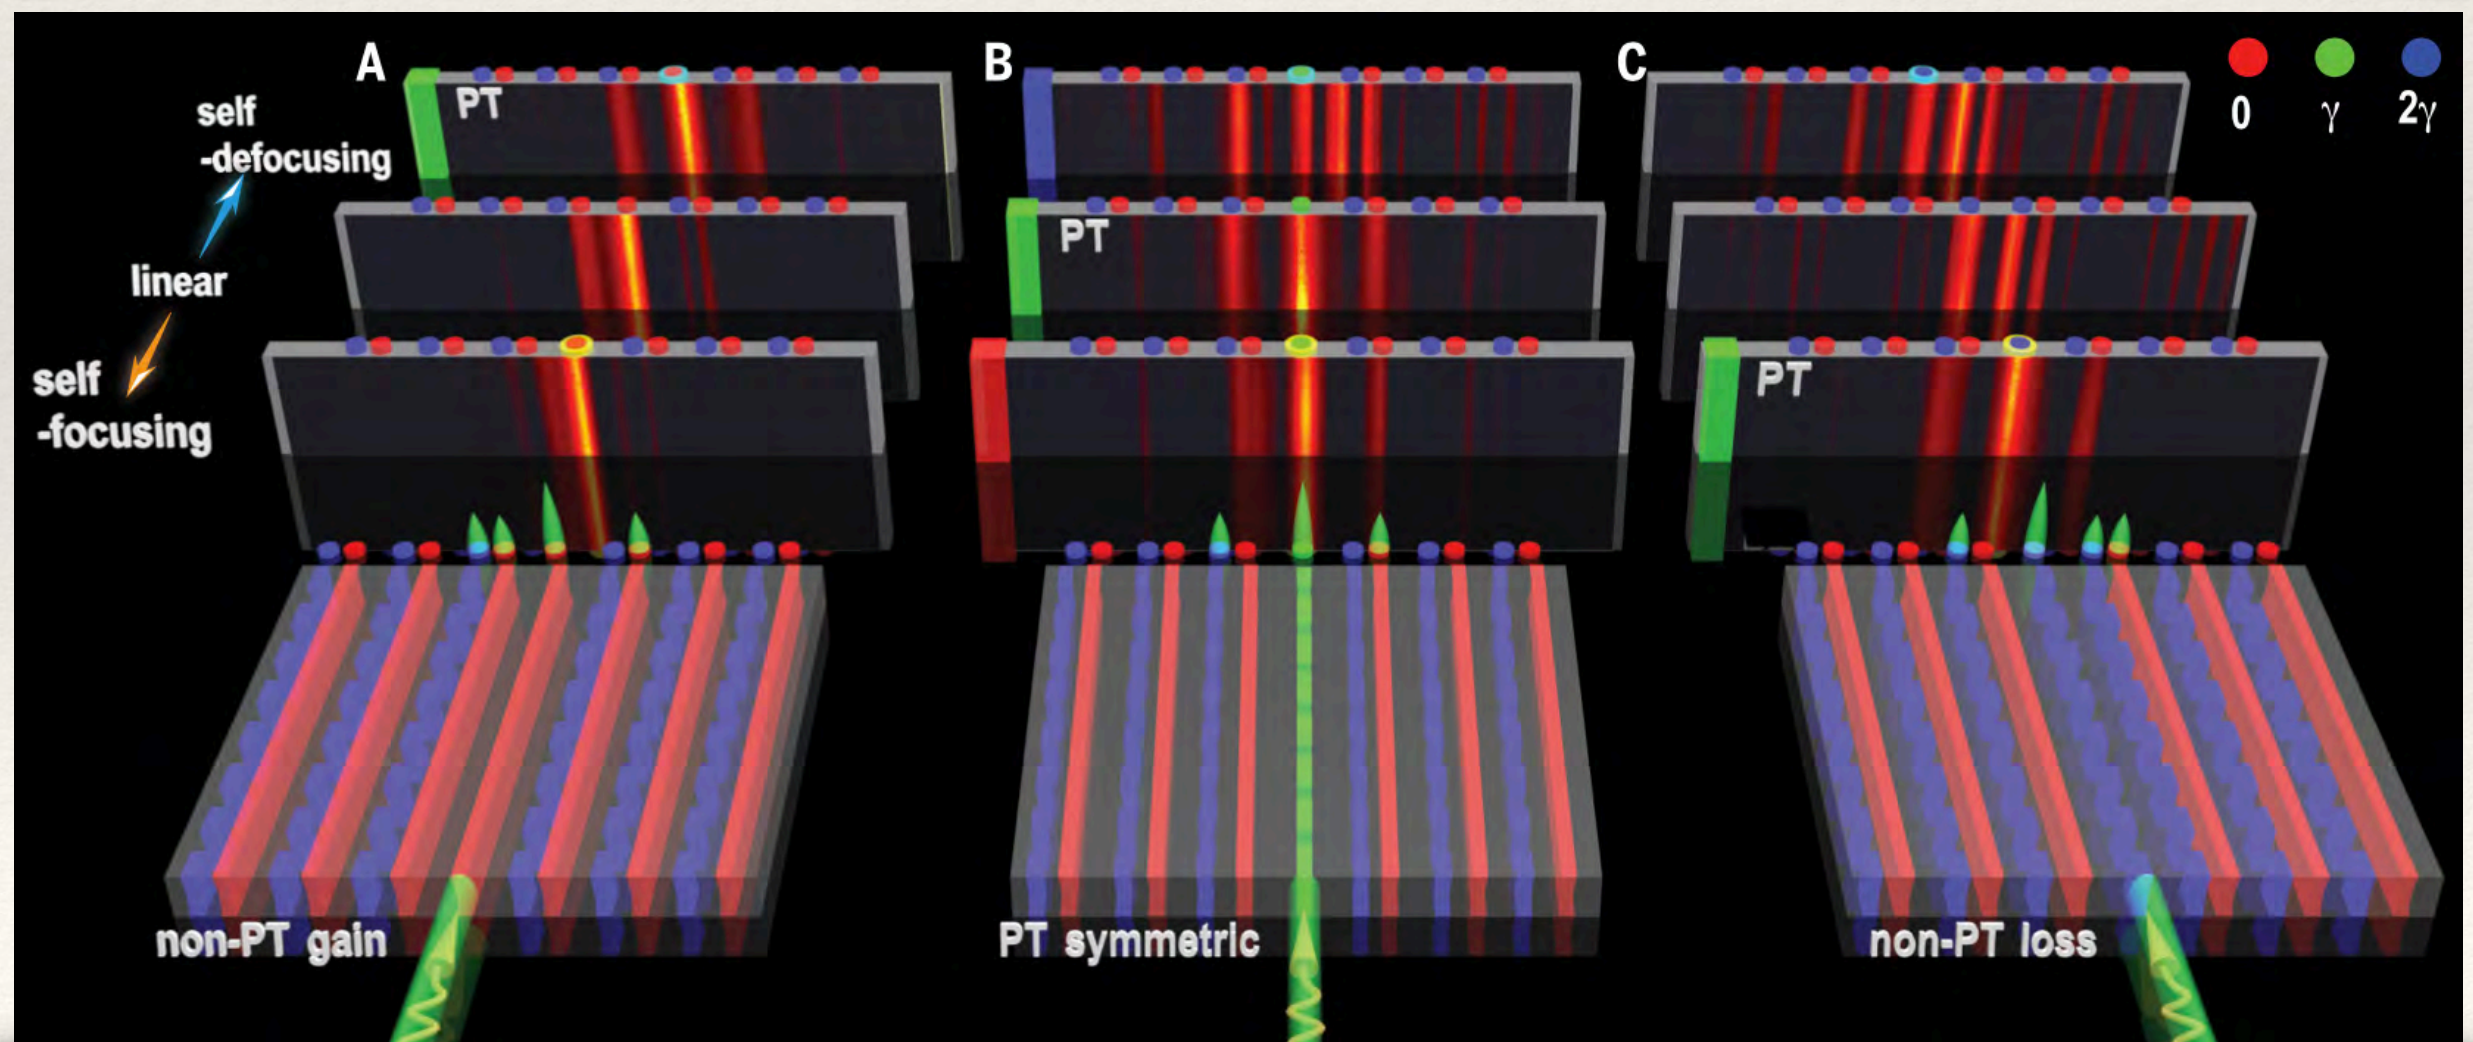 A
B
C
0
γ
2γ
self
-defocusing
linear
self
-focusing
PT
PT
PT
non-PT gain
PT symmetric
non-PT loss